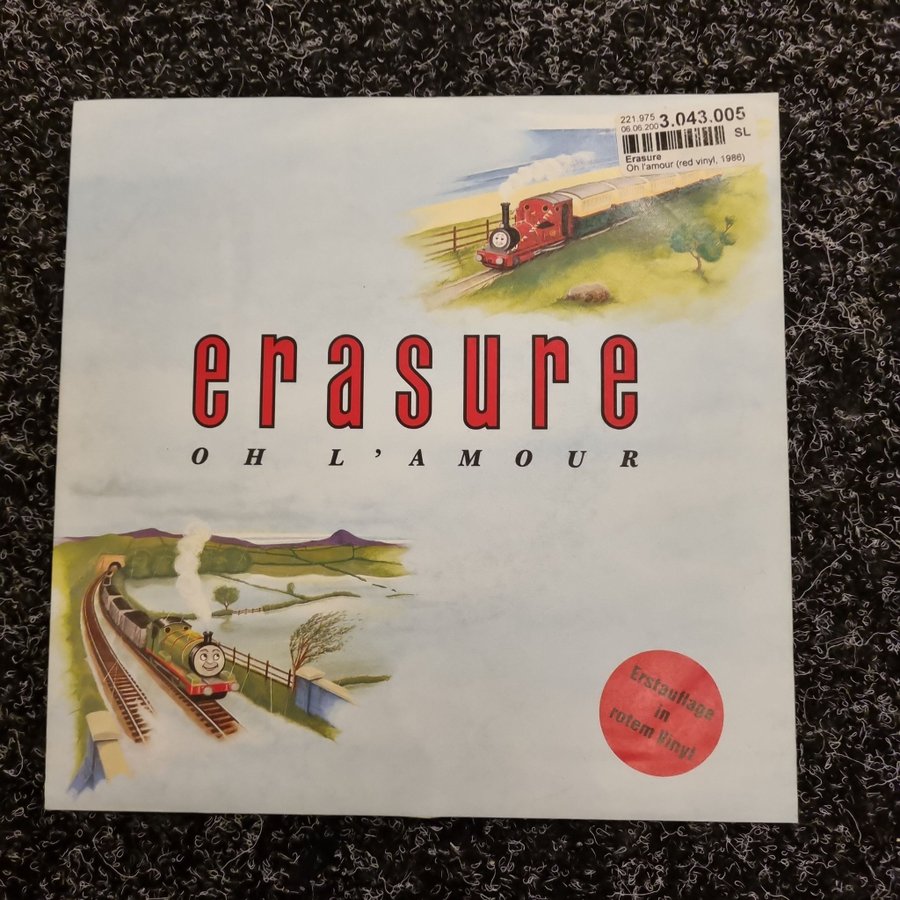 221.975 3.043.005
06.06.200 SL
Erasure
Oh l'amour (red vinyl, 1986)
erasure
OH L'AMOUR
Erstauflage
in
rotem Vinyl